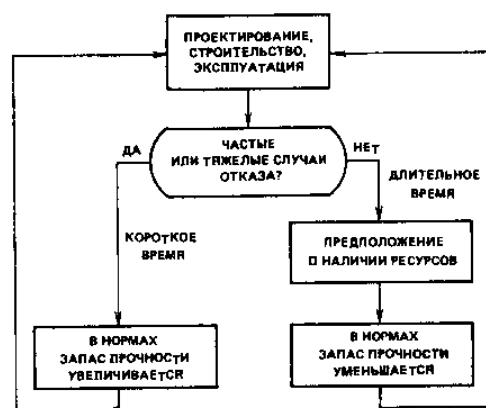 ПРОЕКТИРОВАНИЕ,
СТРОИТЕЛЬСТВО,
ЭКСПЛУАТАЦИЯ
ЧАСТЫЕ
ИЛИ ТЯЖЕЛЫЕ СЛУЧАИ
ОТКАЗА?
ДА
НЕТ
ДЛИТЕЛЬНОЕ
ВРЕМЯ
КОРОТКОЕ
ВРЕМЯ
ПРЕДПОЛОЖЕНИЕ
О НАЛИЧИИ РЕСУРСОВ
В НОРМАХ
ЗАПАС ПРОЧНОСТИ
УВЕЛИЧИВАЕТСЯ
В НОРМАХ
ЗАПАС ПРОЧНОСТИ
УМЕНЬШАЕТСЯ